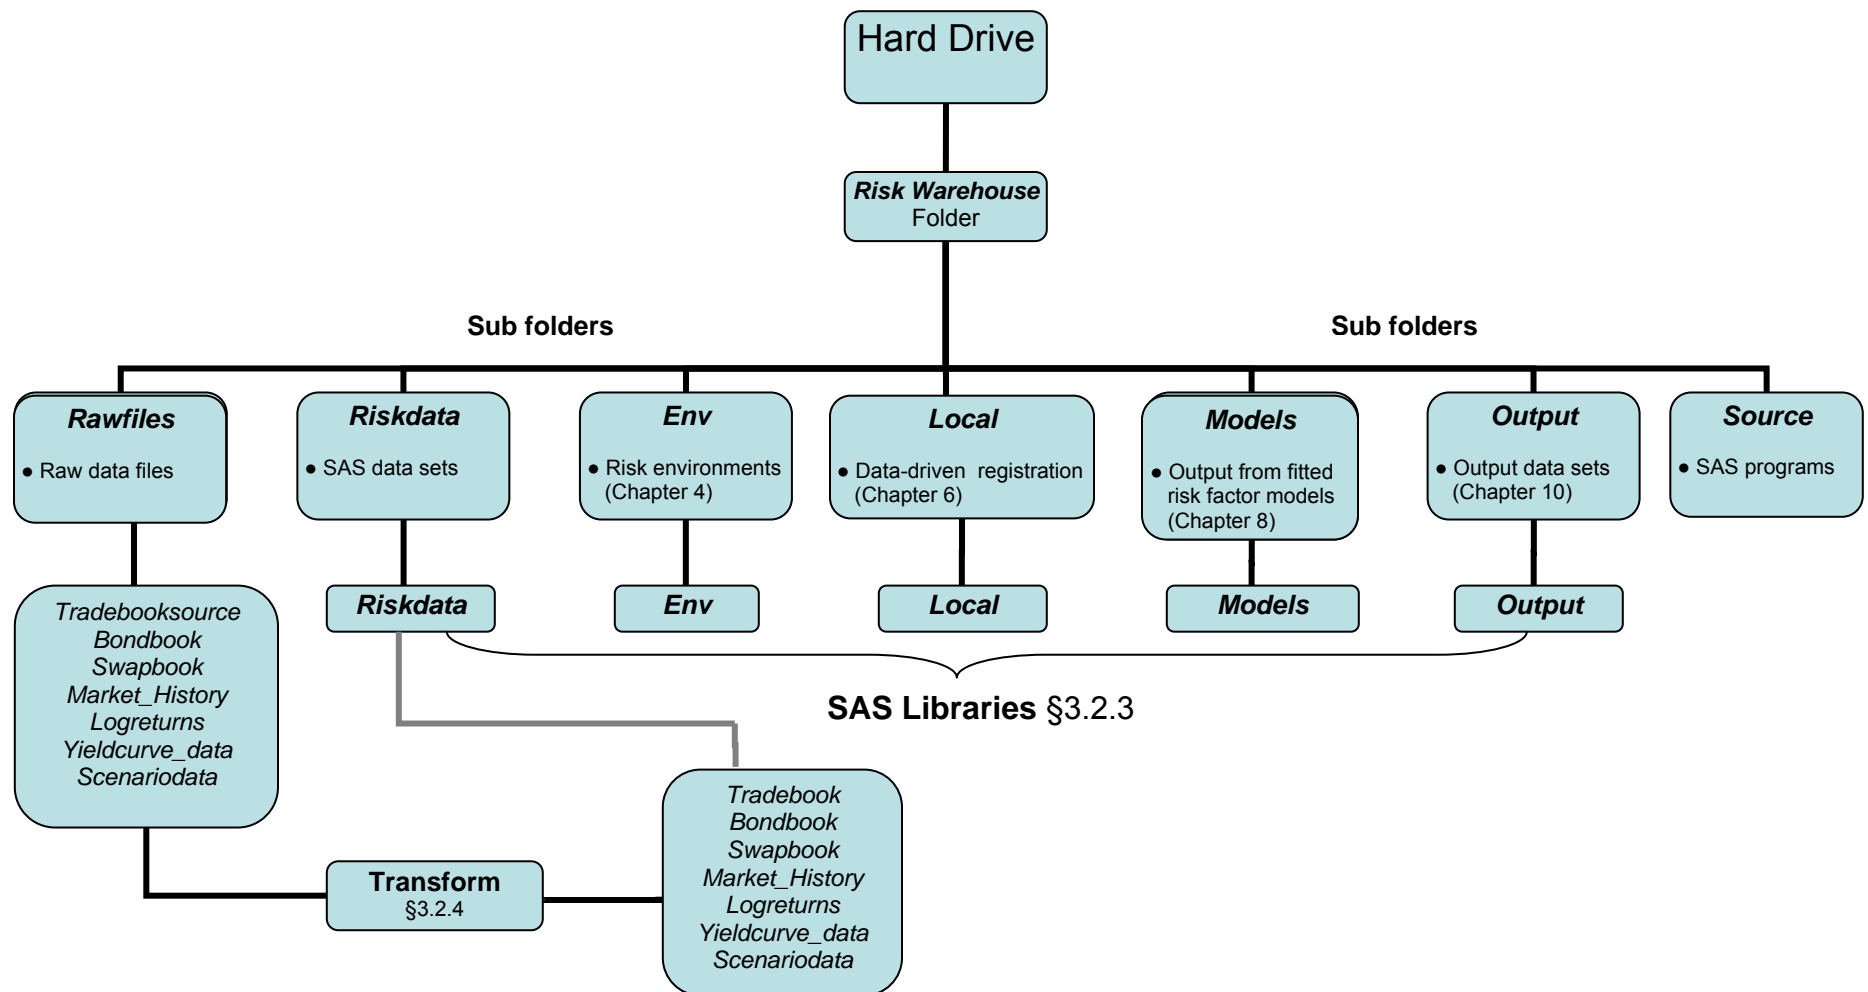 Hard Drive
Risk Warehouse
Folder
Sub folders
Sub folders
Rawfiles
● Raw data files
Riskdata
● SAS data sets
Env
● Risk environments
(Chapter 4)
Local
● Data-driven registration
(Chapter 6)
Models
● Output from fitted
risk factor models
(Chapter 8)
Output
● Output data sets
(Chapter 10)
Source
● SAS programs
Tradebooksource
Bondbook
Swapbook
Market_History
Logreturns
Yieldcurve_data
Scenariodata
Riskdata
Env
Local
Models
Output
SAS Libraries §3.2.3
Transform
§3.2.4
Tradebook
Bondbook
Swapbook
Market_History
Logreturns
Yieldcurve_data
Scenariodata